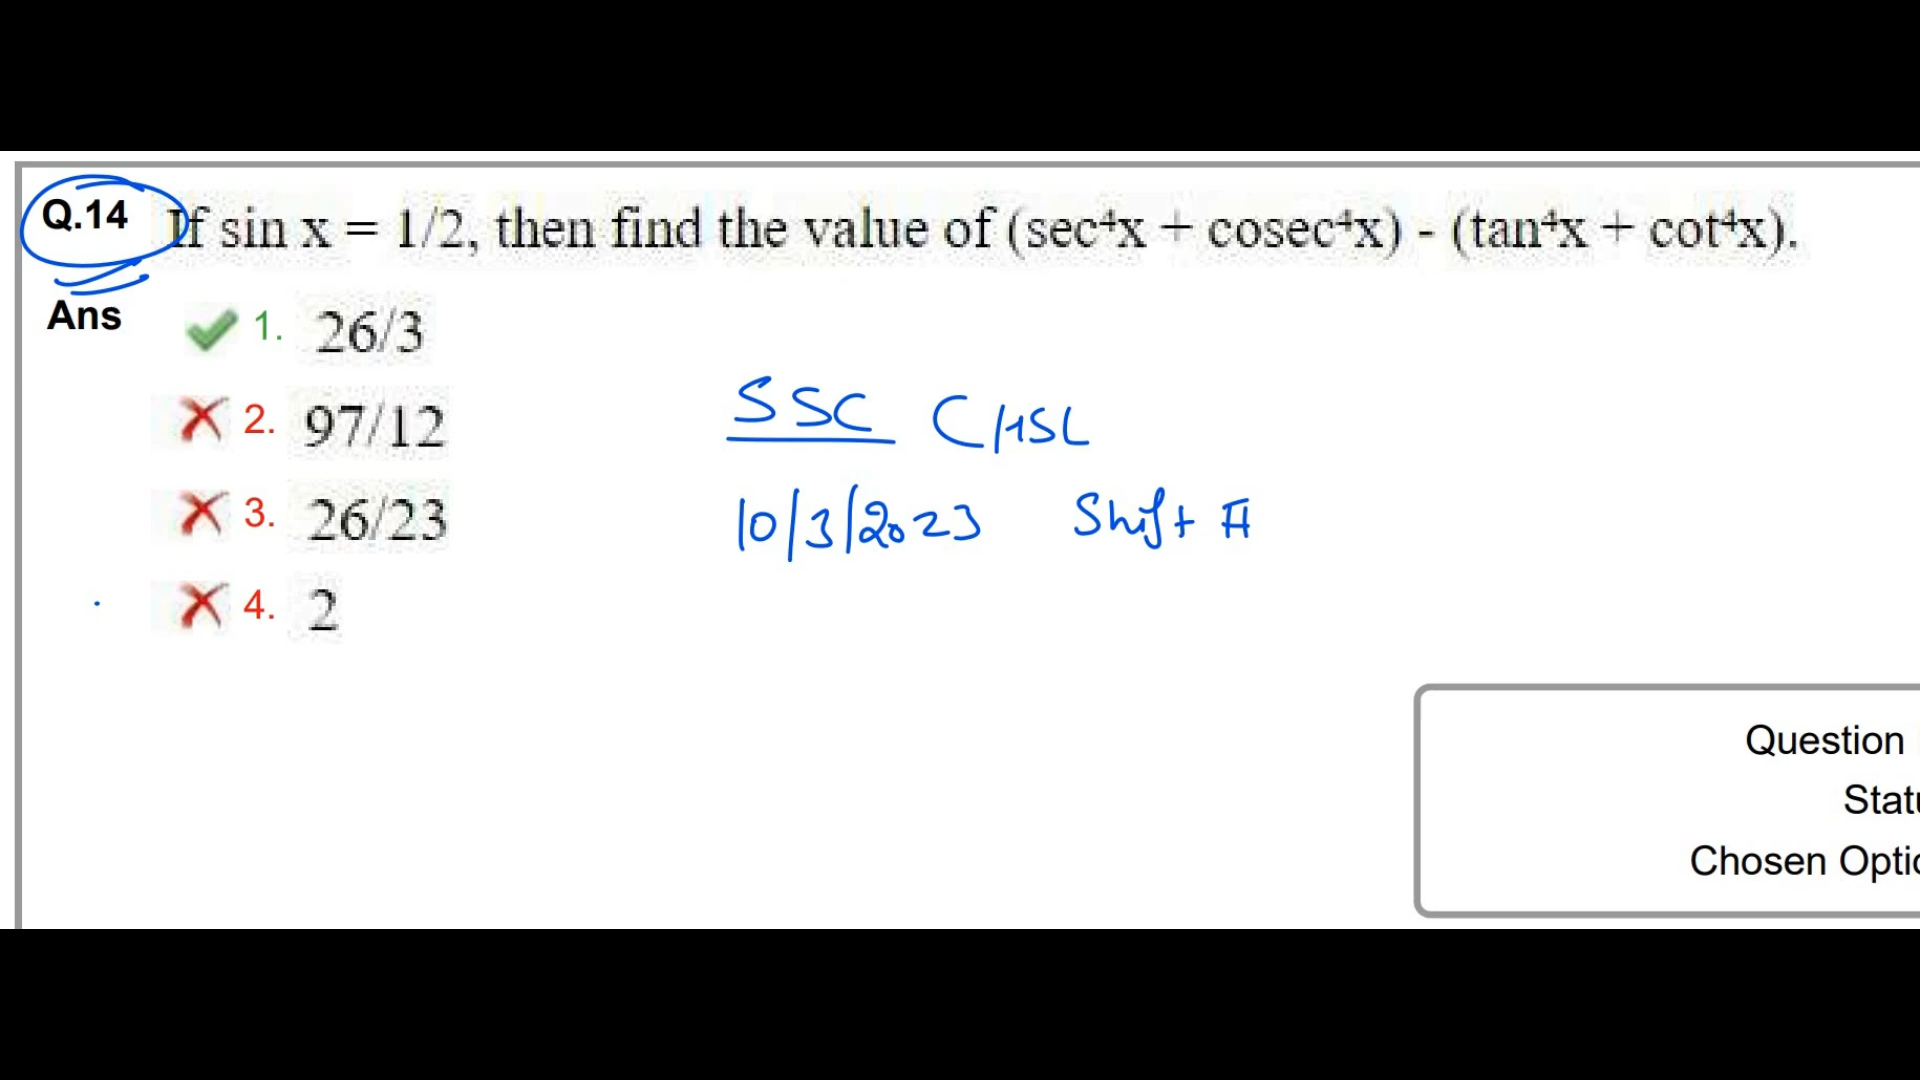 Q.14 If sin x = 1/2, then find the value of (sec⁴x + cosec⁴x) - (tan⁴x + cot⁴x).
Ans 1. 26/3
2. 97/12
3. 26/23
4. 2
SSC CHSL
10/3/2023 Shift
Question
Statu
Chosen Optio